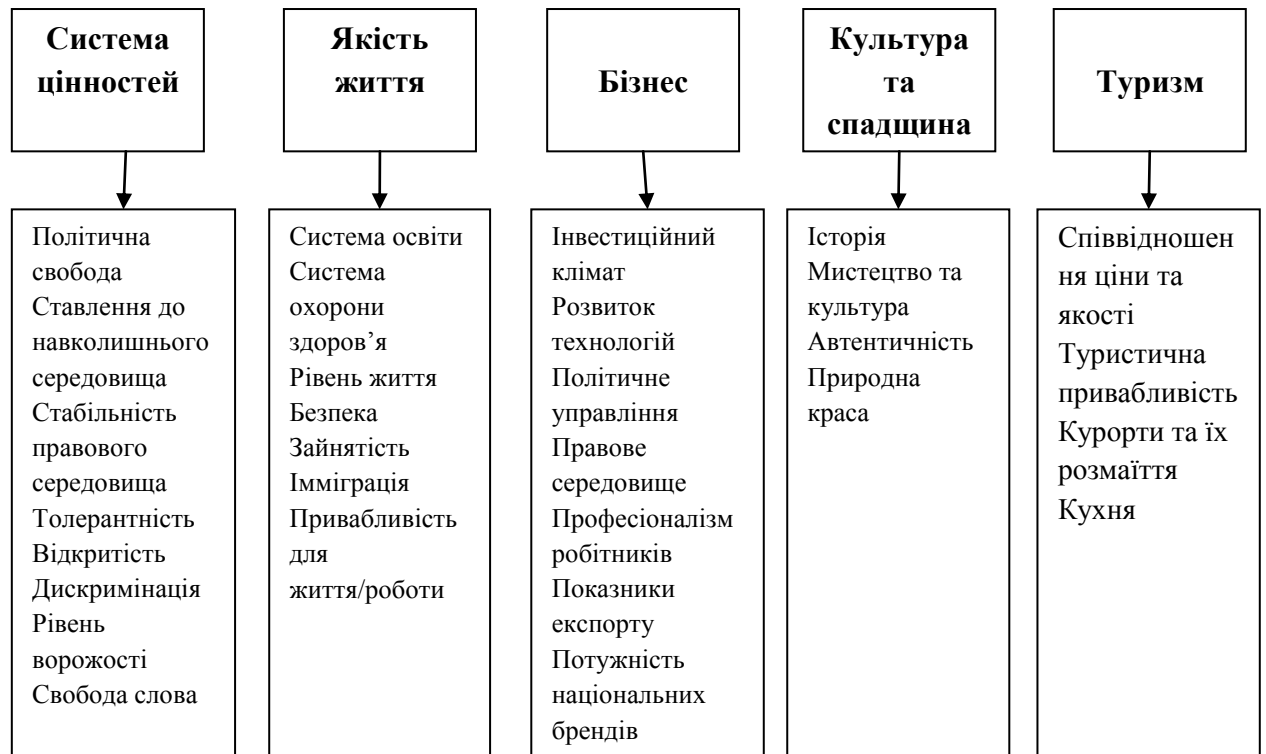 Система
цінностей
Якість
життя
Бізнес
Культура
та
спадщина
Туризм
Політична
свобода
Ставлення до
навколишнього
середовища
Стабільність
правового
середовища
Толерантність
Відкритість
Дискримінація
Рівень
ворожості
Свобода слова
Система освіти
Система
охорони
здоров’я
Рівень життя
Безпека
Зайнятість
Імміграція
Привабливість
для
життя/роботи
Інвестиційний
клімат
Розвиток
технологій
Політичне
управління
Правове
середовище
Професіоналізм
робітників
Показники
експорту
Потужність
національних
брендів
Історія
Мистецтво та
культура
Автентичність
Природна
краса
Співвідношен
ня ціни та
якості
Туристична
привабливість
Курорти та їх
розмаїття
Кухня